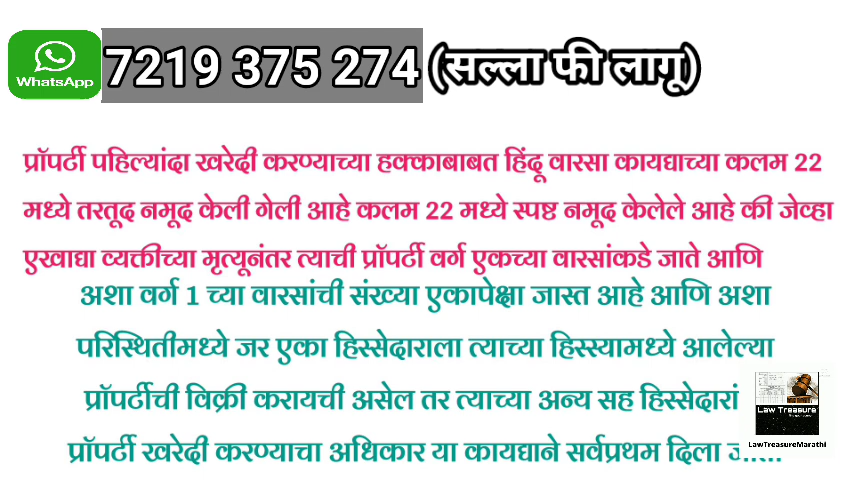 7219 375 274 (सल्ला फी लागू)
WhatsApp
प्रॉपर्टी पहिल्यांदा खरेदी करण्याच्या हक्काबाबत हिंदू वारसा कायद्याच्या कलम 22
मध्ये तरतूद नमूद केली गेली आहे कलम 22 मध्ये स्पष्ट नमूद केलेले आहे की जेव्हा
एखाद्या व्यक्तीच्या मृत्यूनंतर त्याची प्रॉपर्टी वर्ग एकच्या वारसांकडे जाते आणि
अशा वर्ग 1 च्या वारसांची संख्या एकापेक्षा जास्त आहे आणि अशा
परिस्थितीमध्ये जर एका हिस्सेदाराला त्याच्या हिस्स्यामध्ये आलेल्या
प्रॉपर्टीची विक्री करायची असेल तर त्याच्या अन्य सह हिस्सेदारां
प्रॉपर्टी खरेदी करण्याचा अधिकार या कायद्याने सर्वप्रथम दिला
Law Treasure
LawTreasureMarathi